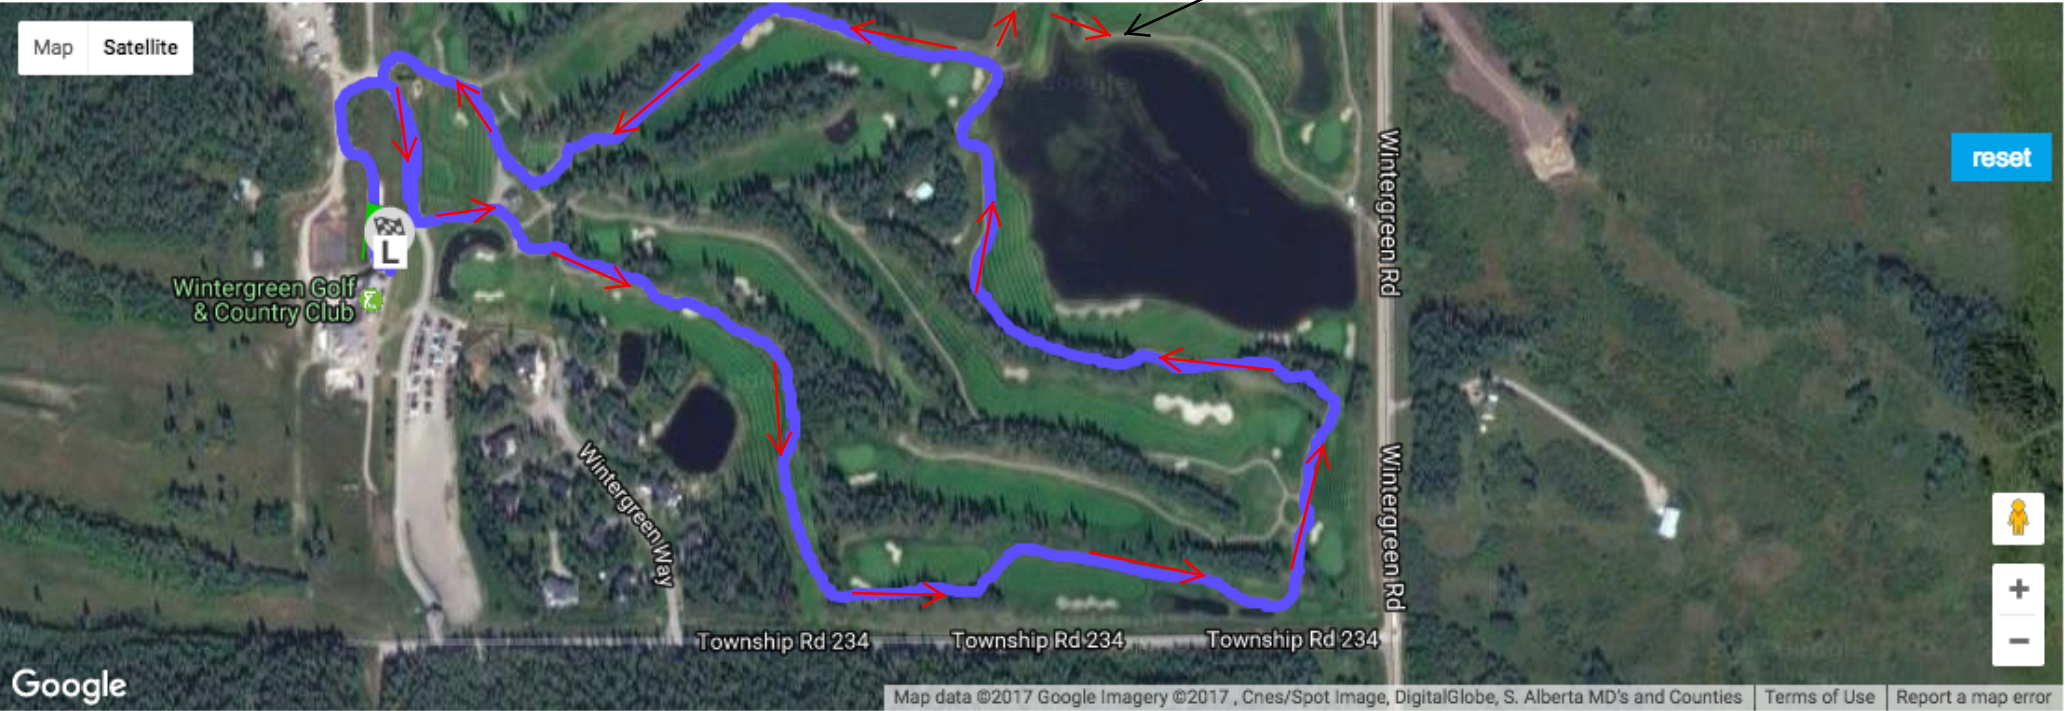 Map Satellite
reset
Wintergreen Rd
Google
L
Wintergreen Golf
& Country Club
Wintergreen Way
Wintergreen Rd
Township Rd 234 Township Rd 234 Township Rd 234
+
−
Google
Map data ©2017 Google Imagery ©2017 , Cnes/Spot Image, DigitalGlobe, S. Alberta MD's and Counties Terms of Use Report a map error